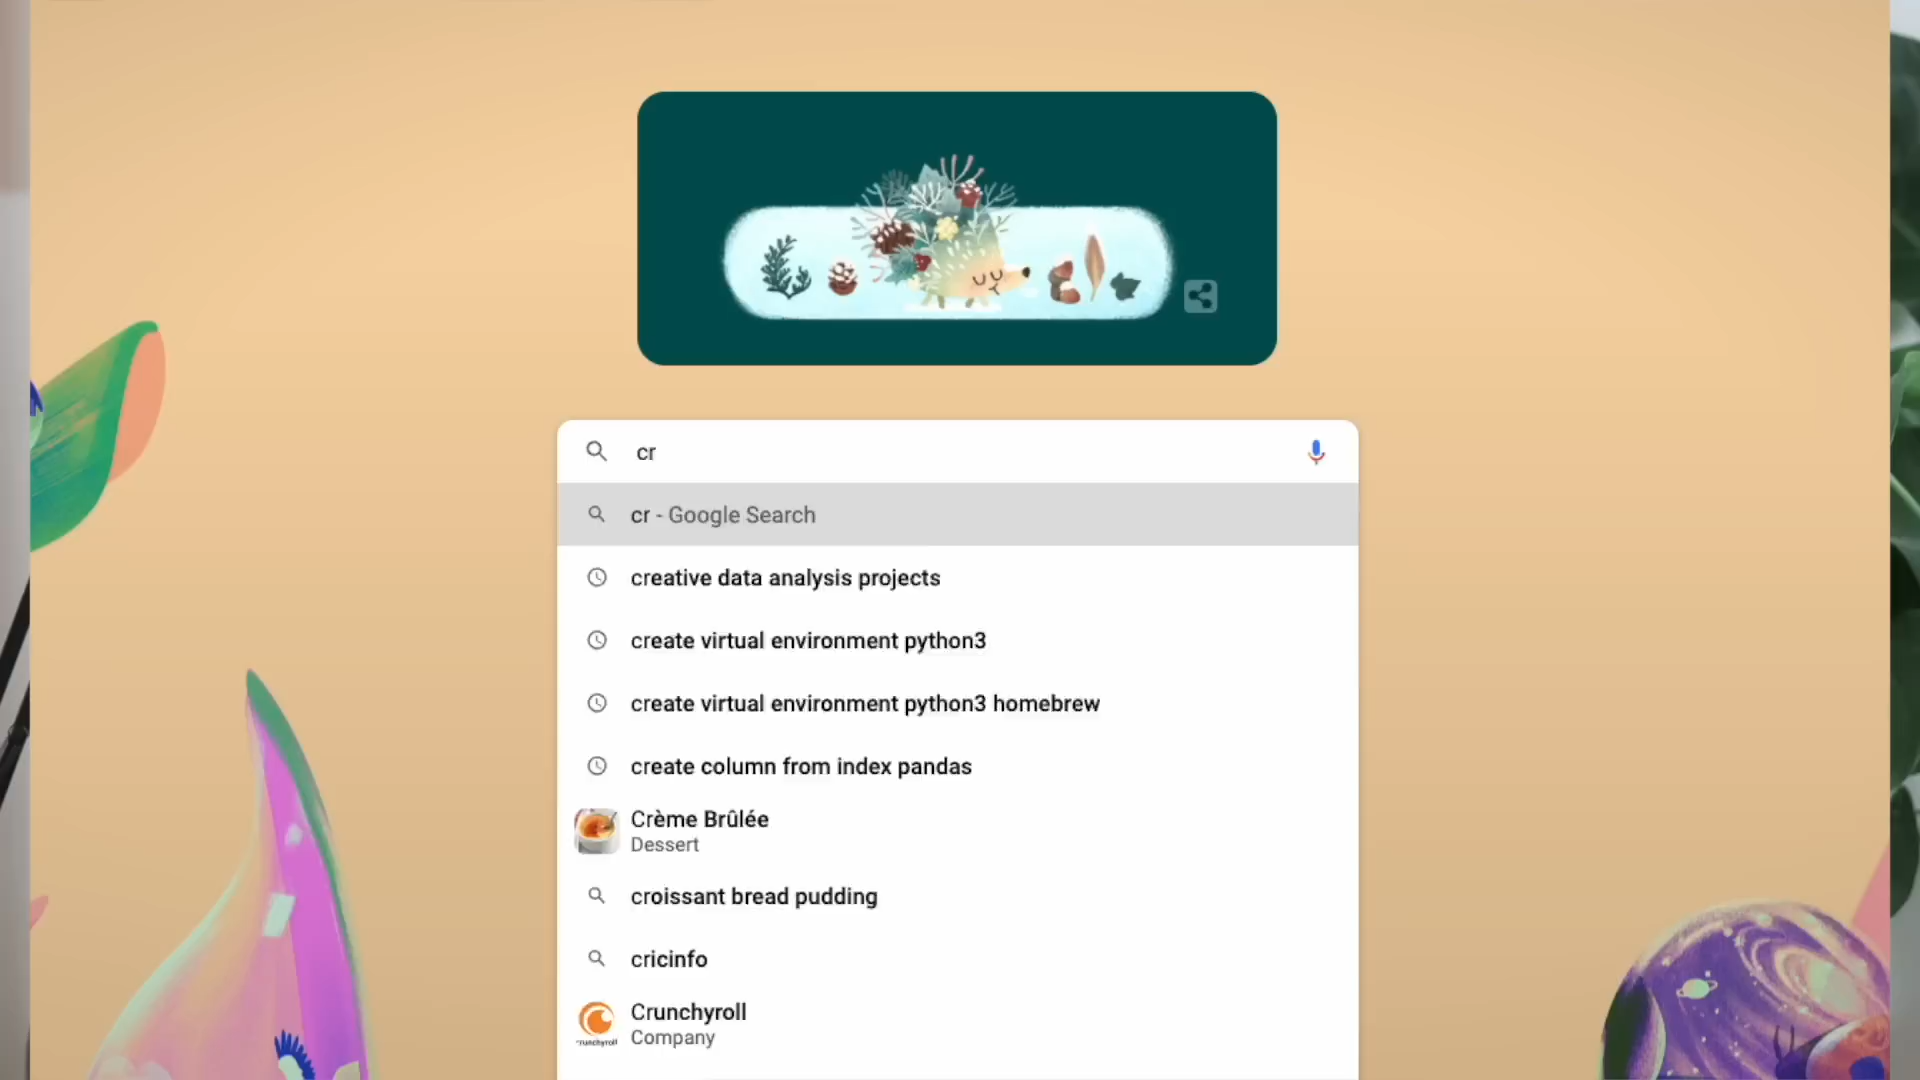 cr
cr - Google Search
creative data analysis projects
create virtual environment python3
create virtual environment python3 homebrew
create column from index pandas
Crème Brûlée
Dessert
croissant bread pudding
cricinfo
Crunchyroll
crunchyroll
Company